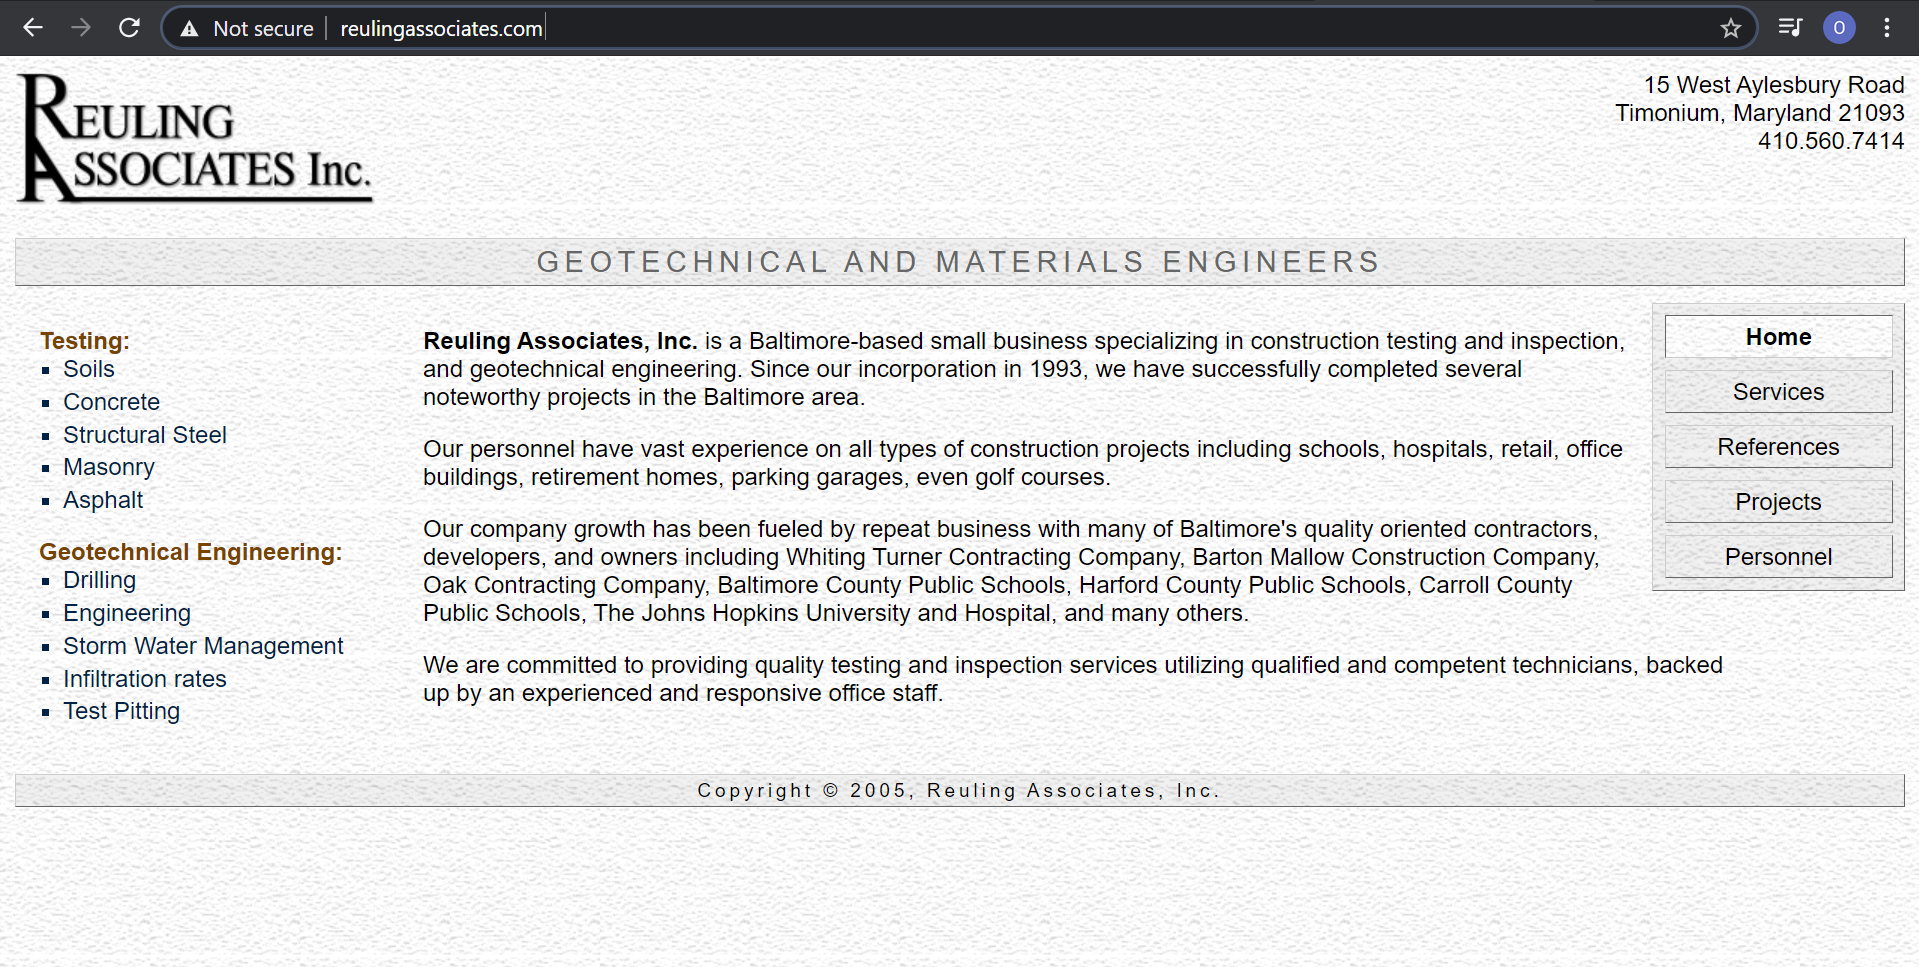 Not secure | reulingassociates.com
O
REULING
ASSOCIATES Inc.
15 West Aylesbury Road
Timonium, Maryland 21093
410.560.7414
GEOTECHNICAL AND MATERIALS ENGINEERS
Testing:
Soils
Concrete
Structural Steel
Masonry
Asphalt
Geotechnical Engineering:
Drilling
Engineering
Storm Water Management
Infiltration rates
Test Pitting
Reuling Associates, Inc. is a Baltimore-based small business specializing in construction testing and inspection,
and geotechnical engineering. Since our incorporation in 1993, we have successfully completed several
noteworthy projects in the Baltimore area.
Our personnel have vast experience on all types of construction projects including schools, hospitals, retail, office
buildings, retirement homes, parking garages, even golf courses.
Our company growth has been fueled by repeat business with many of Baltimore's quality oriented contractors,
developers, and owners including Whiting Turner Contracting Company, Barton Mallow Construction Company,
Oak Contracting Company, Baltimore County Public Schools, Harford County Public Schools, Carroll County
Public Schools, The Johns Hopkins University and Hospital, and many others.
We are committed to providing quality testing and inspection services utilizing qualified and competent technicians, backed
up by an experienced and responsive office staff.
Home
Services
References
Projects
Personnel
Copyright © 2005, Reuling Associates, Inc.